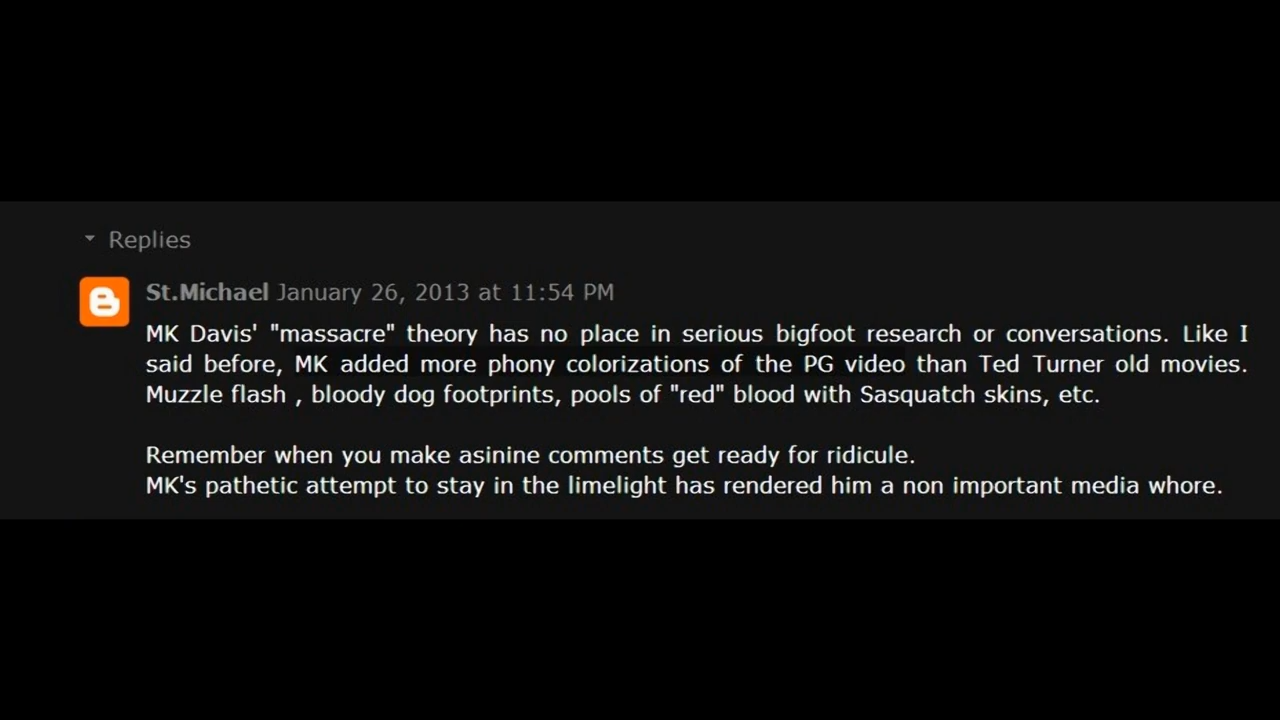 Replies
St.Michael January 26, 2013 at 11:54 PM
MK Davis' "massacre" theory has no place in serious bigfoot research or conversations. Like I
said before, MK added more phony colorizations of the PG video than Ted Turner old movies.
Muzzle flash , bloody dog footprints, pools of "red" blood with Sasquatch skins, etc.
Remember when you make asinine comments get ready for ridicule.
MK's pathetic attempt to stay in the limelight has rendered him a non important media whore.